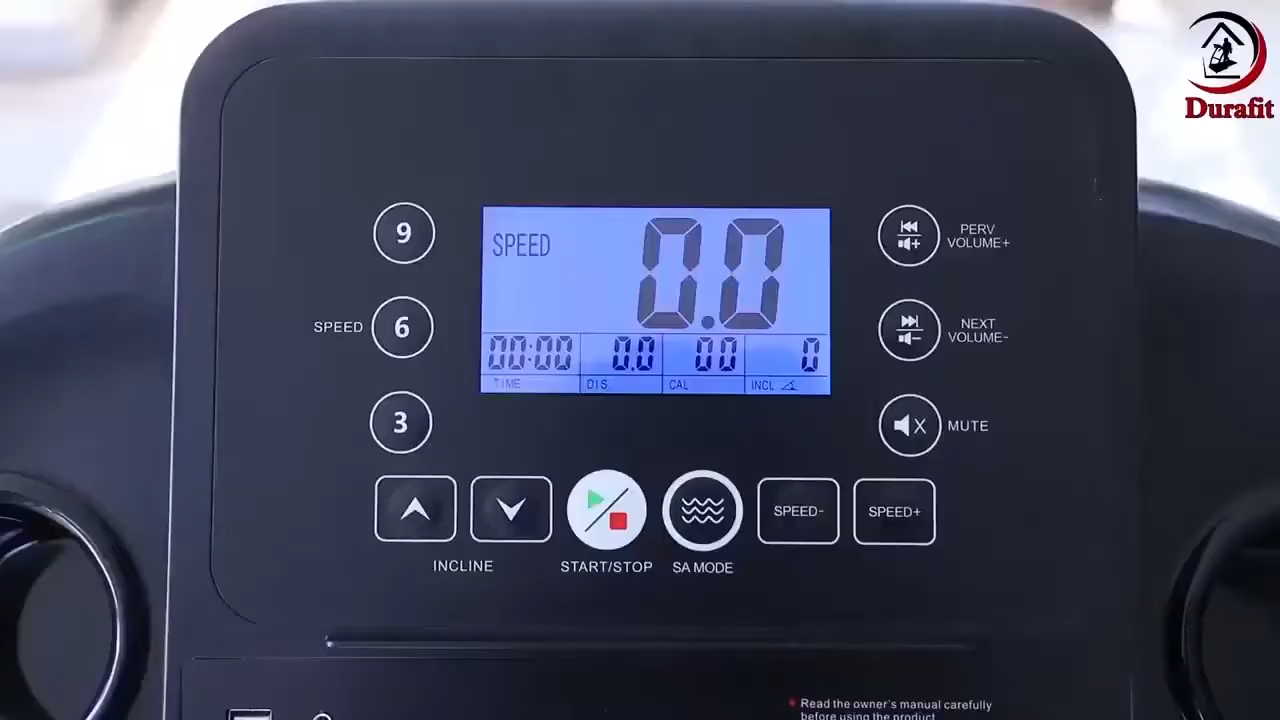 Durafit
9
SPEED 0.0
PERV
VOLUME+
SPEED 6
NEXT
VOLUME-
00:00 0.0 00 0
TIME DIS. CAL INCL
3
MUTE
SPEED- SPEED+
INCLINE START/STOP SA MODE
Read the owner's manual carefully
before using the product